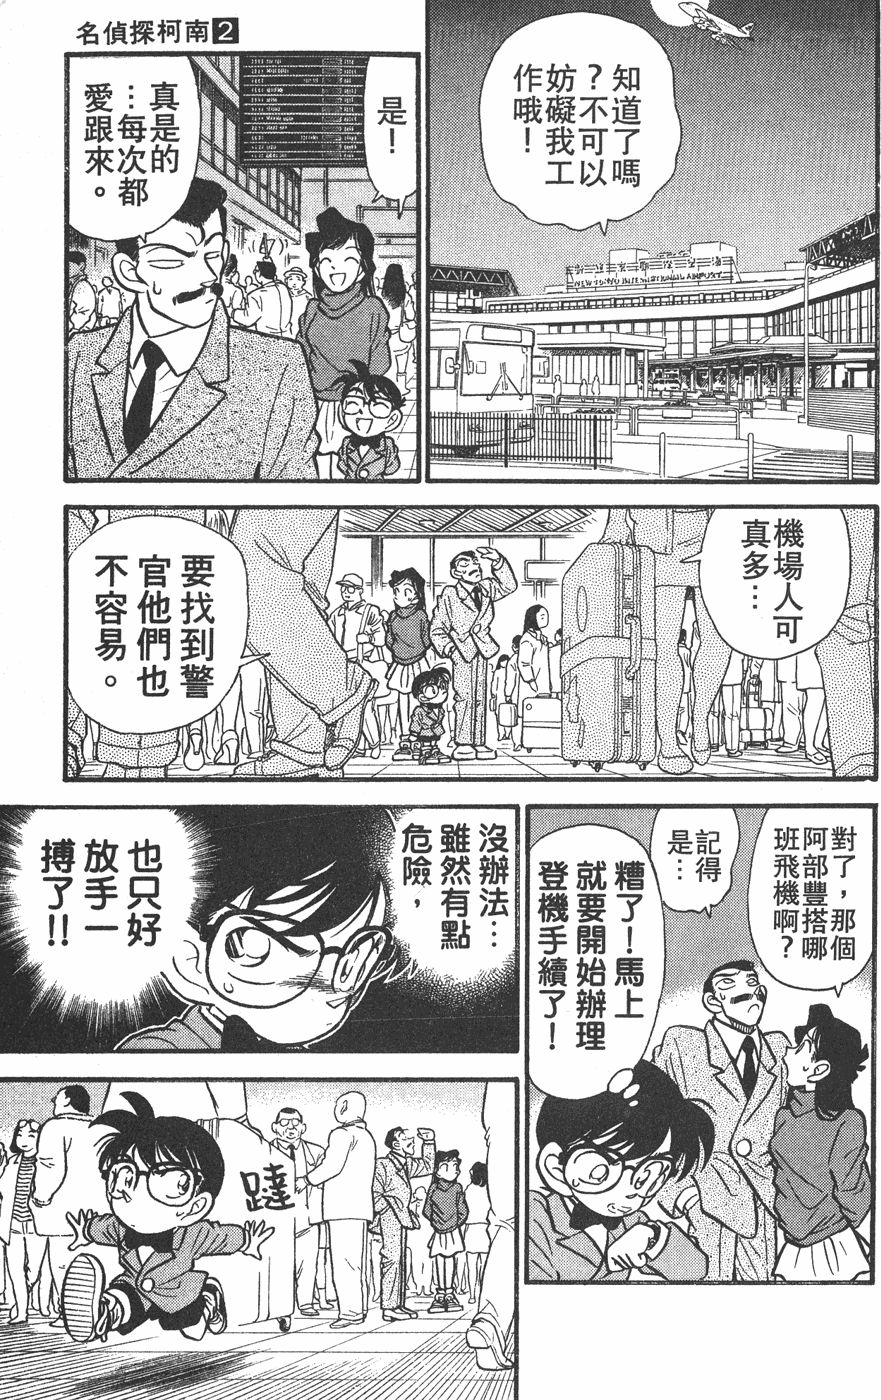 名偵探柯南2
知道了嗎
？不可以
妨礙我工
作哦！
NEW TOKYO INTERNATIONAL AIRPORT
是！
真是的
…每次都
愛跟來。
機場人可
真多…
要找到警
官他們也
不容易。
對了，那個
阿部豐搭哪
班飛機啊？
記得
是…
糟了！馬上
就要開始辦理
登機手續了！
沒辦法…
雖然有點
危險，
也只好
放手一
搏了!!
躂